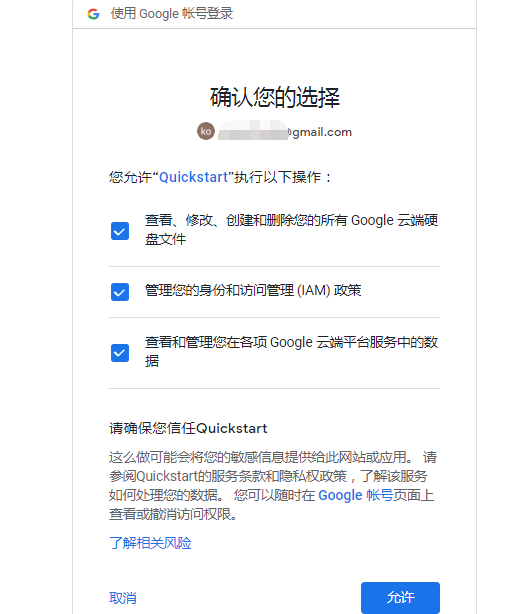 使用 Google 帐号登录
确认您的选择
ko @gmail.com
您允许“Quickstart”执行以下操作：
查看、修改、创建和删除您的所有 Google 云端硬
盘文件
管理您的身份和访问管理 (IAM) 政策
查看和管理您在各项 Google 云端平台服务中的数
据
请确保您信任Quickstart
这么做可能会将您的敏感信息提供给此网站或应用。 请
参阅Quickstart的服务条款和隐私权政策，了解该服务
如何处理您的数据。 您可以随时在 Google 帐号页面上
查看或撤消访问权限。
了解相关风险
取消
允许